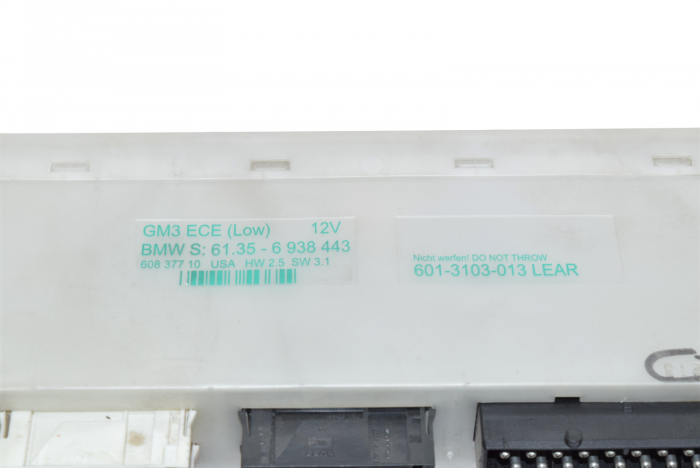 GM3 ECE (Low) 12V
BMW S: 61.35 - 6 938 443
608 377 10 USA HW 2.5 SW 3.1
Nicht werfen! DO NOT THROW
601-3103-013 LEAR